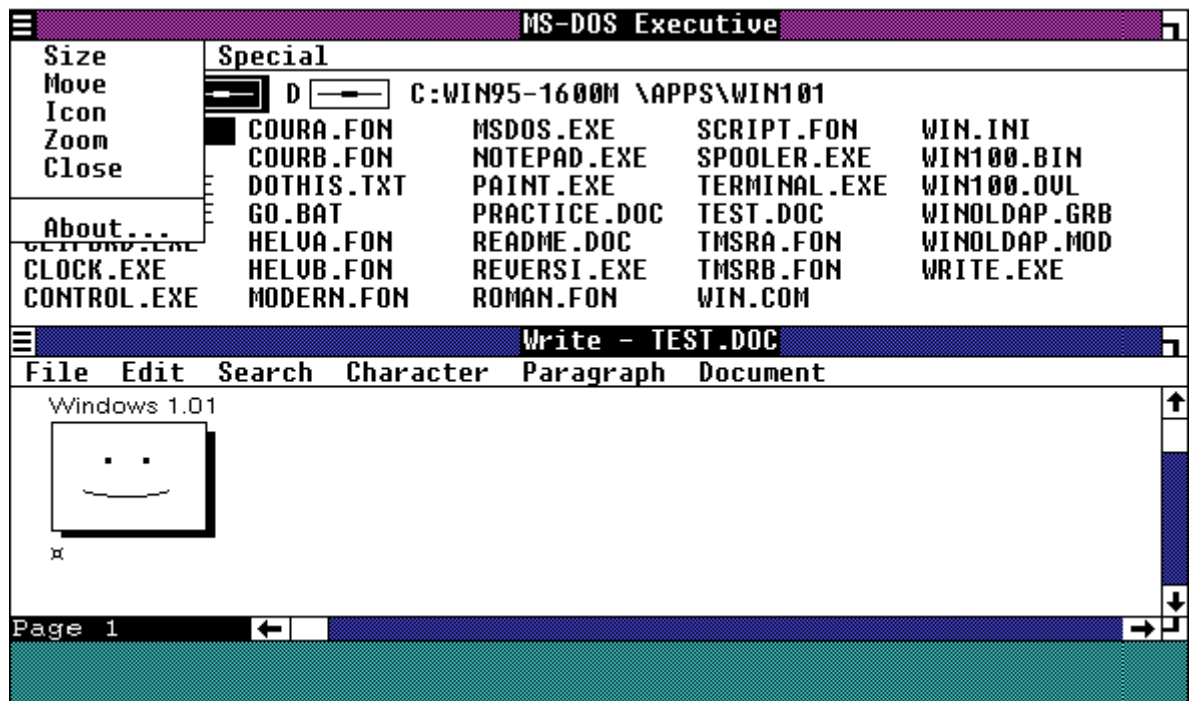 MS-DOS Executive
Size Special
Move D C:WIN95-1600M \APPS\WIN101
Icon
Zoom COURA.FON MSDOS.EXE SCRIPT.FON WIN.INI
Close COURB.FON NOTEPAD.EXE SPOOLER.EXE WIN100.BIN
DOTHIS.TXT PAINT.EXE TERMINAL.EXE WIN100.OVL
About... GO.BAT PRACTICE.DOC TEST.DOC WINOLDAP.GRB
HELVA.FON README.DOC TMSRA.FON WINOLDAP.MOD
CLOCK.EXE HELVB.FON REVERSI.EXE TMSRB.FON WRITE.EXE
CONTROL.EXE MODERN.FON ROMAN.FON WIN.COM
Write - TEST.DOC
File Edit Search Character Paragraph Document
Windows 1.01
¤
Page 1